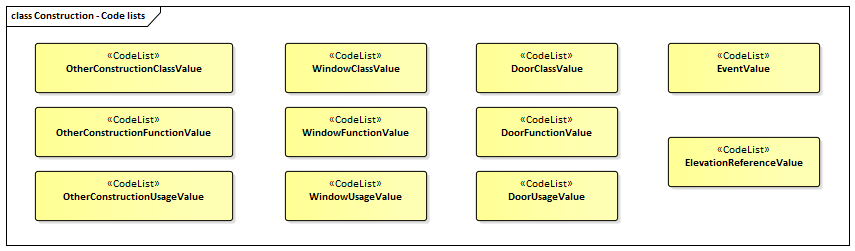 class Construction - Code lists
«CodeList»
OtherConstructionClassValue
«CodeList»
WindowClassValue
«CodeList»
DoorClassValue
«CodeList»
EventValue
«CodeList»
OtherConstructionFunctionValue
«CodeList»
WindowFunctionValue
«CodeList»
DoorFunctionValue
«CodeList»
ElevationReferenceValue
«CodeList»
OtherConstructionUsageValue
«CodeList»
WindowUsageValue
«CodeList»
DoorUsageValue